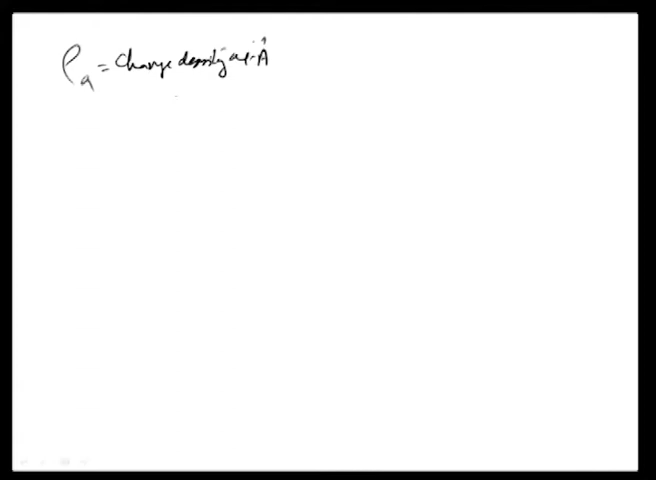 ρ_a = Charge density at A